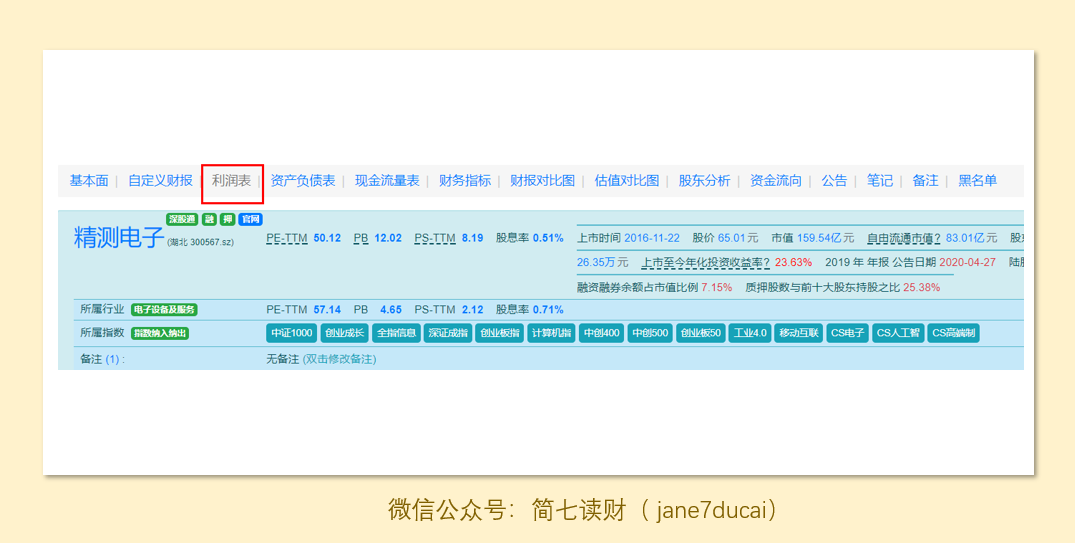 基本面 | 自定义财报 | 利润表 | 资产负债表 | 现金流量表 | 财务指标 | 财报对比图 | 估值对比图 | 股东分析 | 资金流向 | 公告 | 笔记 | 备注 | 黑名单
深股通 融 押 官网
精测电子 (湖北 300567.sz) PE-TTM 50.12 PB 12.02 PS-TTM 8.19 股息率 0.51% 上市时间 2016-11-22 股价 65.01元 市值 159.54亿元 自由流通市值? 83.01亿元
26.35万元 上市至今年化投资收益率? 23.63% 2019 年 年报 公告日期 2020-04-27
融资融券余额占市值比例 7.15% 质押股数与前十大股东持股之比 25.38%
所属行业 电子设备及服务 PE-TTM 57.14 PB 4.65 PS-TTM 2.12 股息率 0.71%
所属指数 指数纳入纳出 中证1000 创业成长 全指信息 深证成指 创业板指 计算机指 中创400 中创500 创业板50 工业4.0 移动互联 CS电子 CS人工智 CS高端制
备注 (1) : 无备注 (双击修改备注)
微信公众号：简七读财（ jane7ducai）